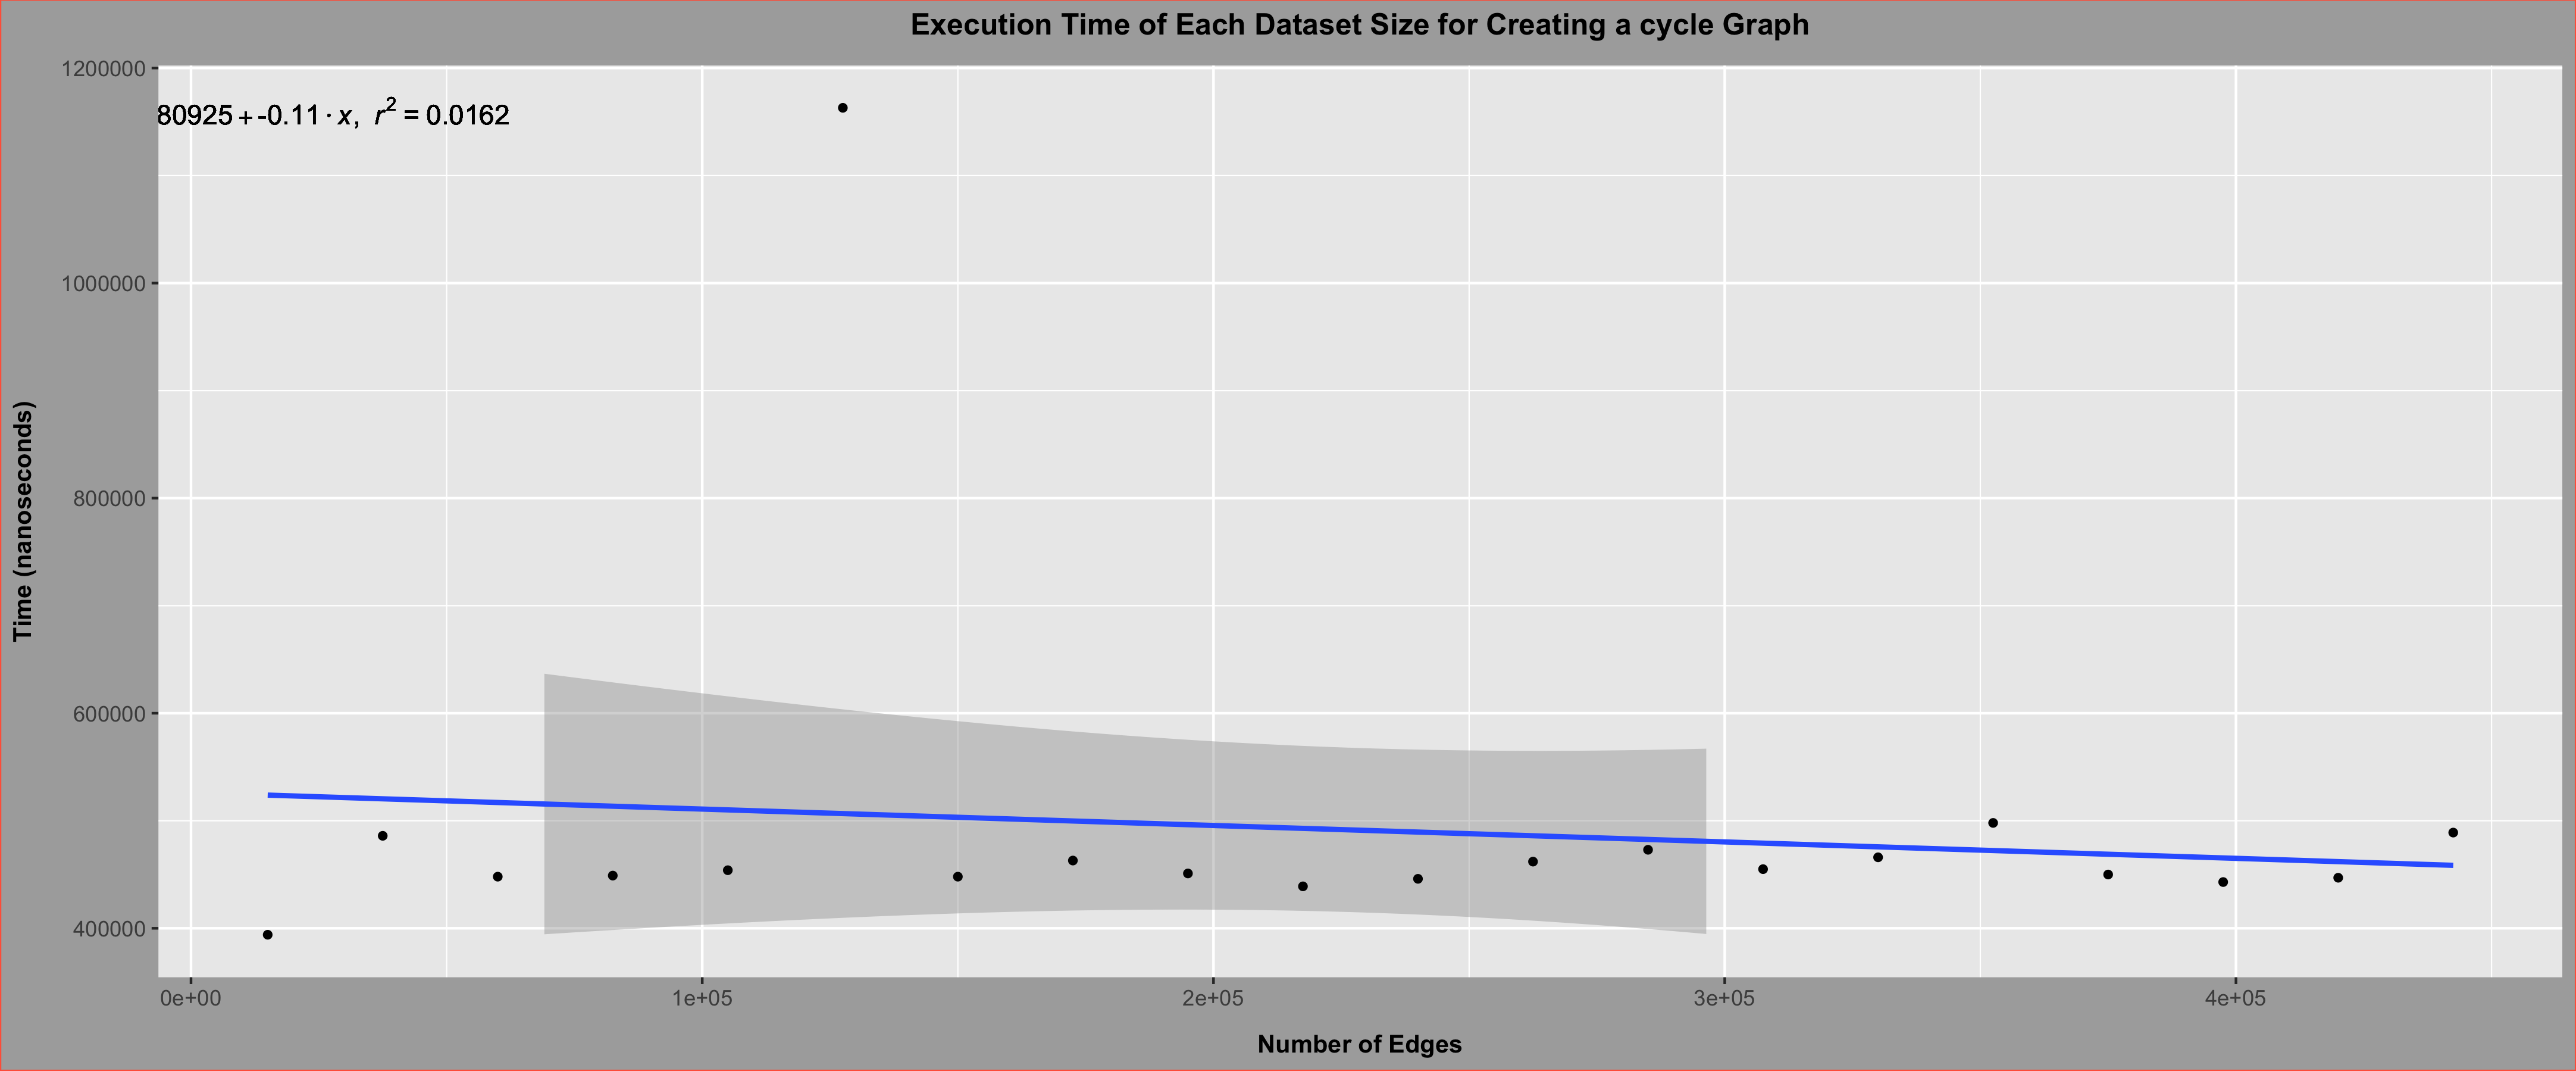 Execution Time of Each Dataset Size for Creating a cycle Graph
1200000
80925 + -0.11 · x, r² = 0.0162
1000000
800000
600000
400000
Time (nanoseconds)
0e+00 1e+05 2e+05 3e+05 4e+05
Number of Edges